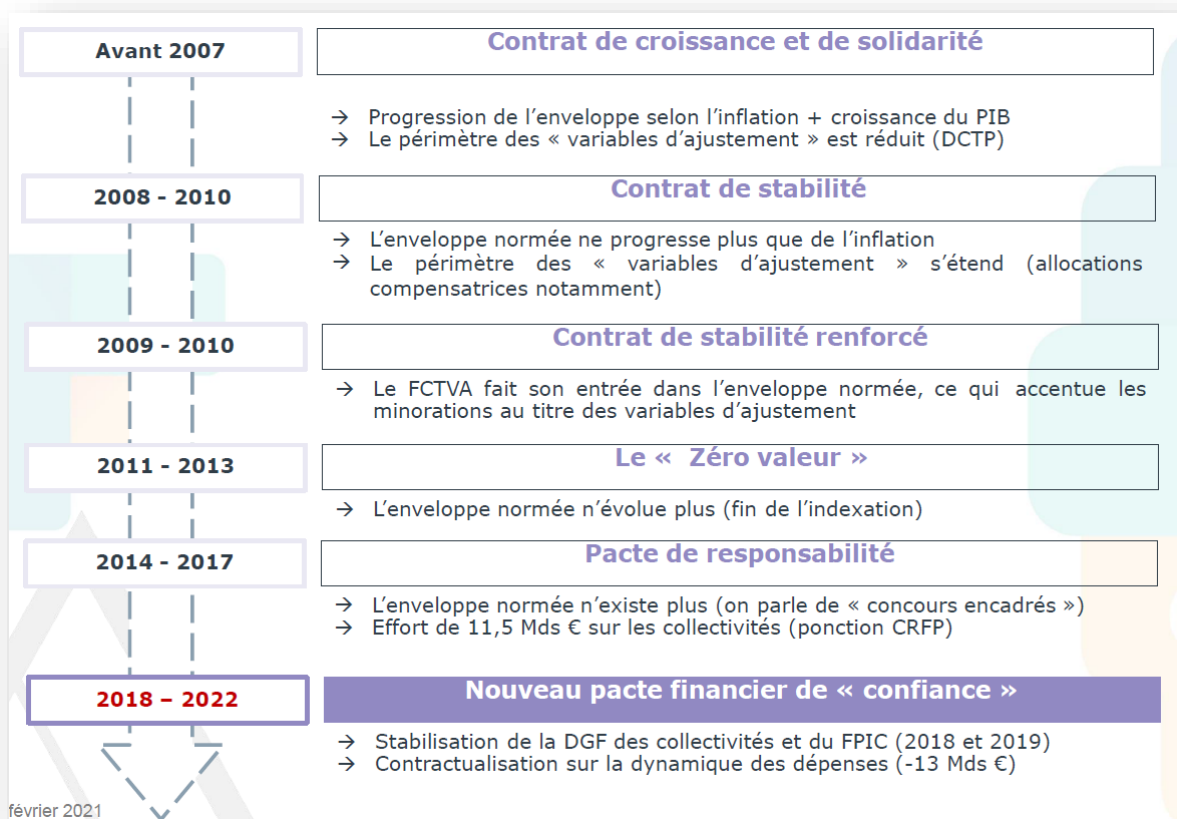 Avant 2007
Contrat de croissance et de solidarité
→ Progression de l’enveloppe selon l’inflation + croissance du PIB
→ Le périmètre des « variables d’ajustement » est réduit (DCTP)
2008 - 2010
Contrat de stabilité
→ L’enveloppe normée ne progresse plus que de l’inflation
→ Le périmètre des « variables d’ajustement » s’étend (allocations
compensatrices notamment)
2009 - 2010
Contrat de stabilité renforcé
→ Le FCTVA fait son entrée dans l’enveloppe normée, ce qui accentue les
minorations au titre des variables d’ajustement
2011 - 2013
Le « Zéro valeur »
→ L’enveloppe normée n’évolue plus (fin de l’indexation)
2014 - 2017
Pacte de responsabilité
→ L’enveloppe normée n’existe plus (on parle de « concours encadrés »)
→ Effort de 11,5 Mds € sur les collectivités (ponction CRFP)
2018 – 2022
Nouveau pacte financier de « confiance »
→ Stabilisation de la DGF des collectivités et du FPIC (2018 et 2019)
→ Contractualisation sur la dynamique des dépenses (-13 Mds €)
février 2021